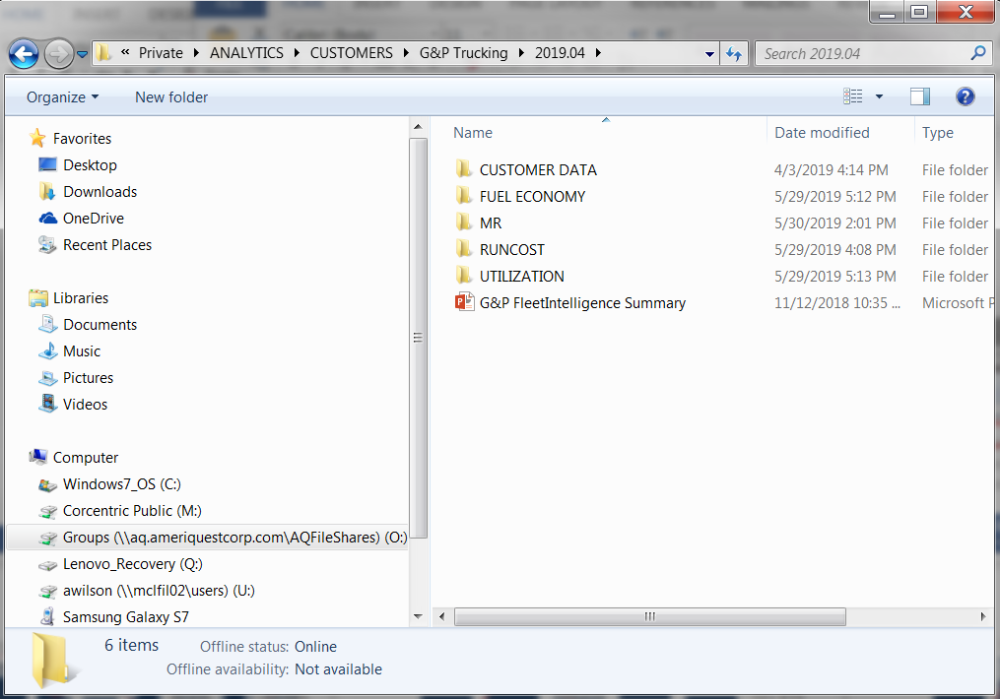 « Private ANALYTICS CUSTOMERS G&P Trucking 2019.04
Search 2019.04
Organize New folder
Name Date modified Type
Favorites
Desktop
Downloads
OneDrive
Recent Places
Libraries
Documents
Music
Pictures
Videos
Computer
Windows7_OS (C:)
Corcentric Public (M:)
Groups (\\aq.ameriquestcorp.com\AQFileShares) (O:)
Lenovo_Recovery (Q:)
awilson (\\mclfil02\users) (U:)
Samsung Galaxy S7
CUSTOMER DATA 4/3/2019 4:14 PM File folder
FUEL ECONOMY 5/29/2019 5:12 PM File folder
MR 5/30/2019 2:01 PM File folder
RUNCOST 5/29/2019 4:08 PM File folder
UTILIZATION 5/29/2019 5:13 PM File folder
G&P FleetIntelligence Summary 11/12/2018 10:35 ... Microsoft P
6 items Offline status: Online
Offline availability: Not available